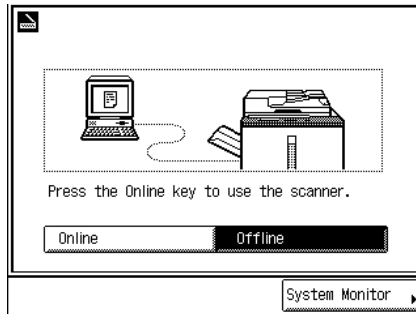 Press the Online key to use the scanner.
Online Offline
System Monitor